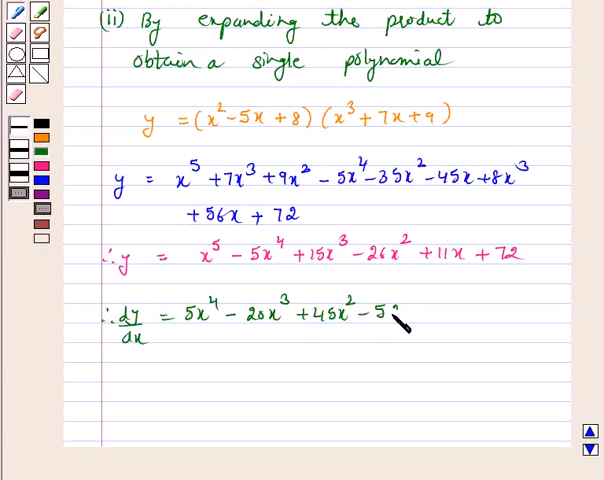 (ii) By expanding the product to
obtain a single polynomial
y = (x² - 5x + 8) (x³ + 7x + 9)
y = x⁵ + 7x³ + 9x² - 5x⁴ - 35x² - 45x + 8x³
+ 56x + 72
∴ y = x⁵ - 5x⁴ + 15x³ - 26x² + 11x + 72
∴ dy/dx = 5x⁴ - 20x³ + 45x² - 5